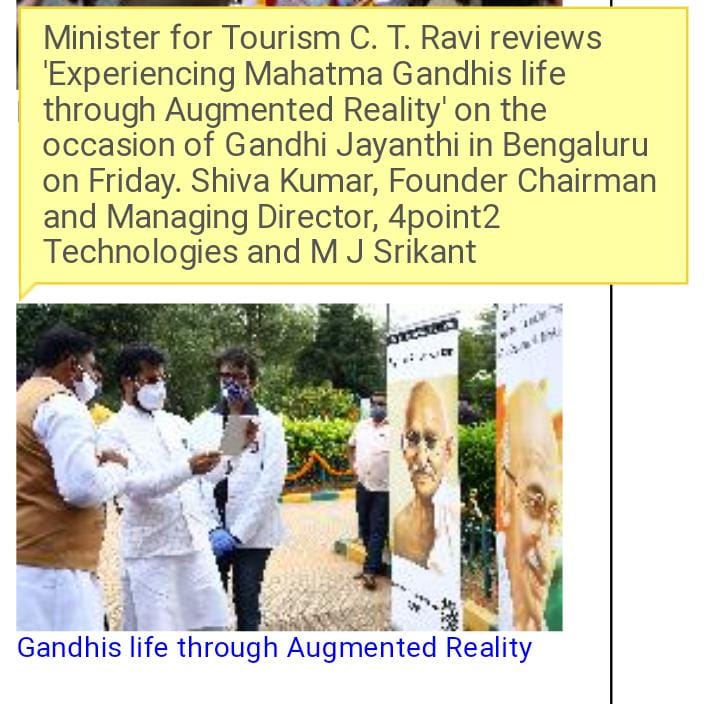 Minister for Tourism C. T. Ravi reviews
'Experiencing Mahatma Gandhis life
through Augmented Reality' on the
occasion of Gandhi Jayanthi in Bengaluru
on Friday. Shiva Kumar, Founder Chairman
and Managing Director, 4point2
Technologies and M J Srikant
Gandhis life through Augmented Reality